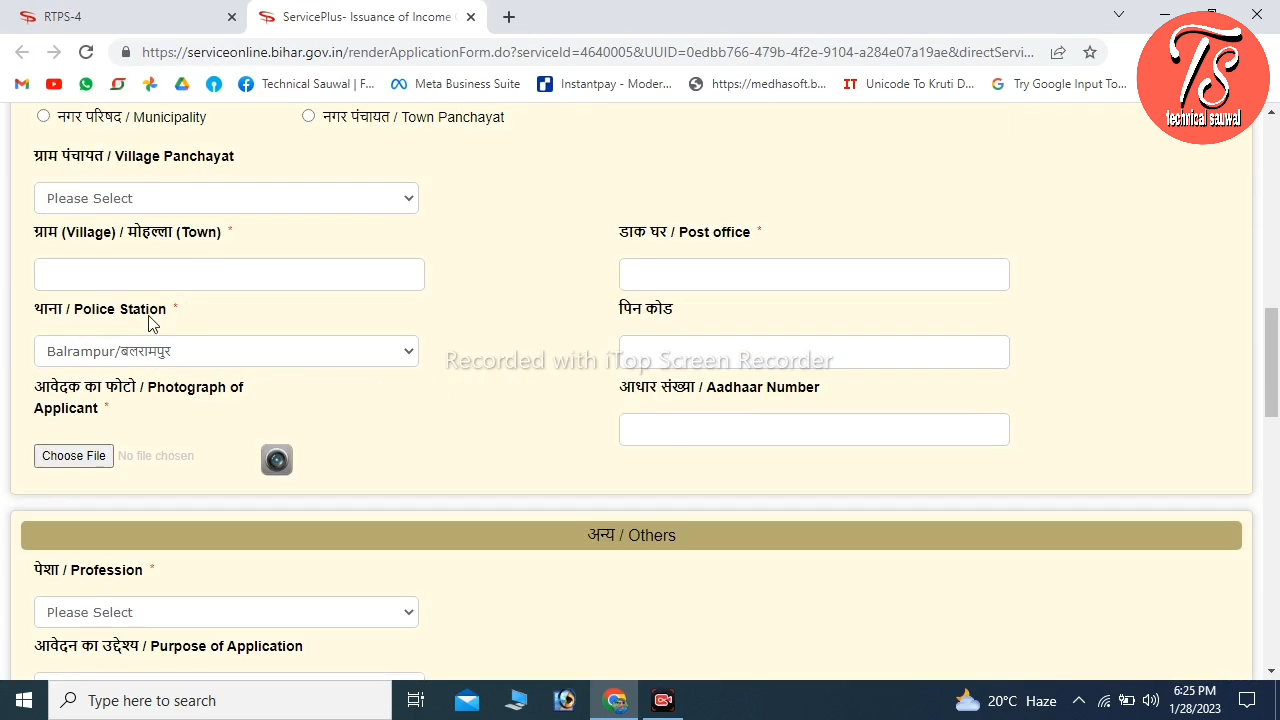 RTPS-4
ServicePlus- Issuance of Income
https://serviceonline.bihar.gov.in/renderApplicationForm.do?serviceId=4640005&UUID=0edbb766-479b-4f2e-9104-a284e07a19ae&directServi...
Technical Sauwal | F...
Meta Business Suite
Instantpay - Moder...
https://medhasoft.b...
IT Unicode To Kruti D...
Try Google Input To...
TS
technical sauwal
नगर परिषद / Municipality
नगर पंचायत / Town Panchayat
ग्राम पंचायत / Village Panchayat
Please Select
ग्राम (Village) / मोहल्ला (Town) *
डाक घर / Post office *
थाना / Police Station *
पिन कोड
Balrampur/बलरामपुर
Recorded with iTop Screen Recorder
आवेदक का फोटो / Photograph of
Applicant *
आधार संख्या / Aadhaar Number
Choose File No file chosen
अन्य / Others
पेशा / Profession *
Please Select
आवेदन का उद्देश्य / Purpose of Application
Type here to search
20°C Haze
6:25 PM
1/28/2023